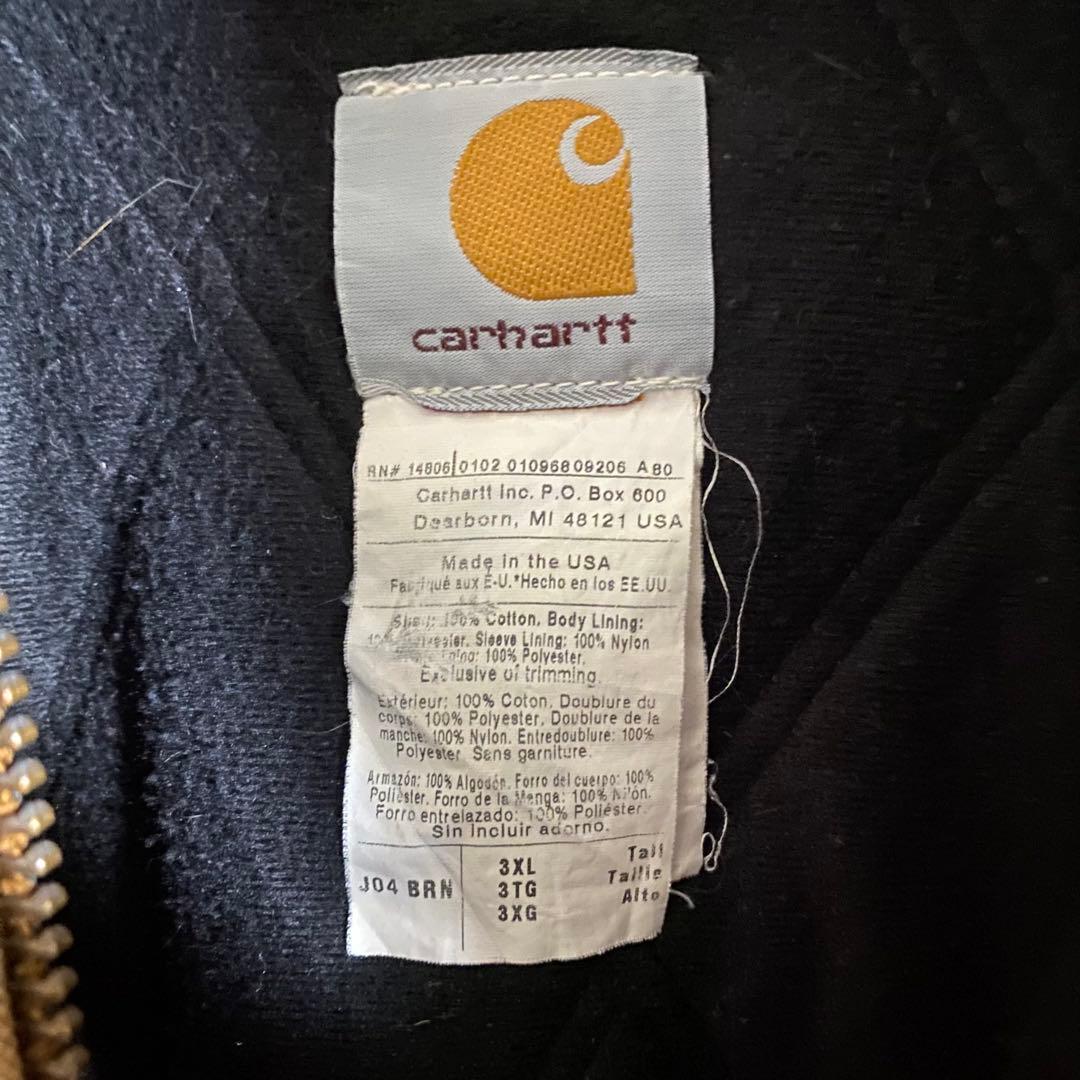 carhartt
RN# 14806 0102 01096809206 A80
Carhartt Inc. P.O. Box 600
Dearborn, MI 48121 USA
Made in the USA
Fabriqué aux É-U.*Hecho en los EE.UU.
100% Cotton. Body Lining:
Sleeve Lining: 100% Nylon
100% Polyester.
Exclusive of trimming.
Extérieur: 100% Coton. Doublure du
corps: 100% Polyester. Doublure de la
manche: 100% Nylon. Entredoublure: 100%
Polyester Sans garniture.
Armazón: 100% Algodón. Forro del cuerpo: 100%
Poliéster. Forro de la Manga: 100% Nilón.
Forro entrelazado: 100% Poliéster.
Sin incluir adorno.
J04 BRN
3XL Tall
3TG Taille
3XG Alto